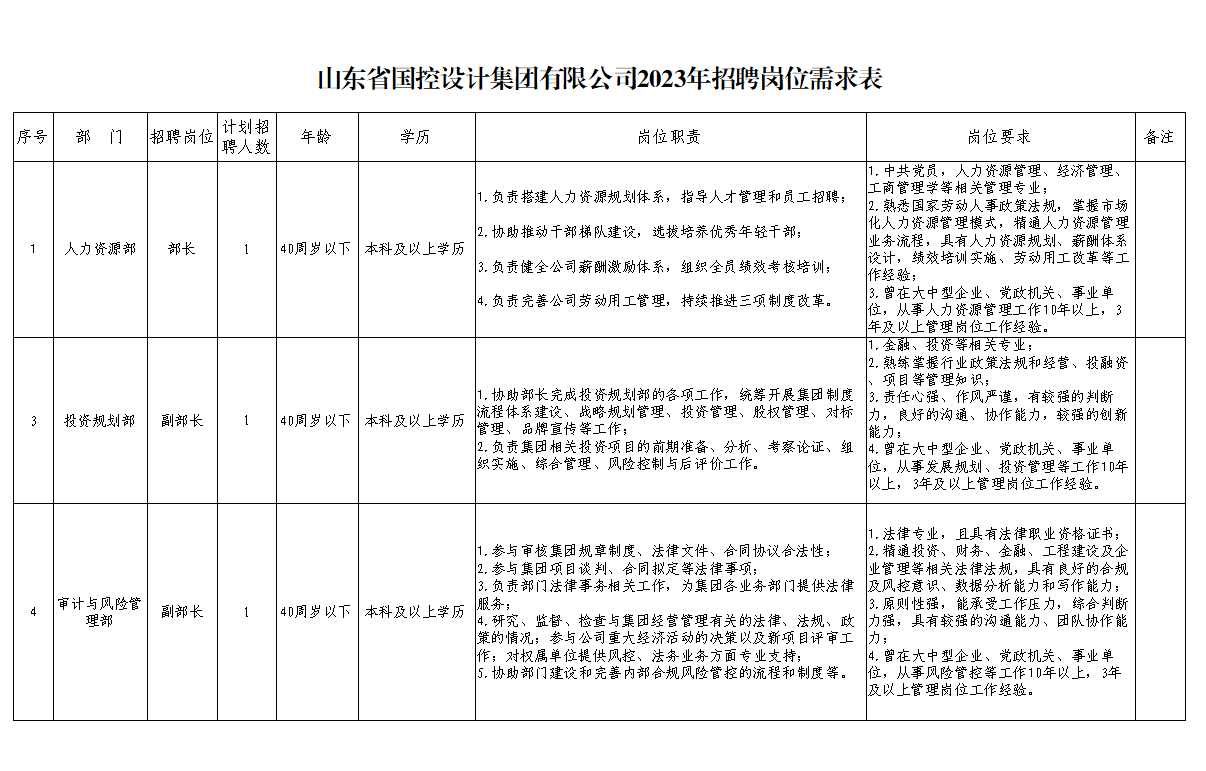 山东省国控设计集团有限公司2023年招聘岗位需求表
序号
部 门
招聘岗位
计划招
聘人数
年龄
学历
岗位职责
岗位要求
备注
1
人力资源部
部长
1
40周岁以下
本科及以上学历
1.负责搭建人力资源规划体系，指导人才管理和员工招聘；
2.协助推动干部梯队建设，选拔培养优秀年轻干部；
3.负责健全公司薪酬激励体系，组织全员绩效考核培训；
4.负责完善公司劳动用工管理，持续推进三项制度改革。
1.中共党员，人力资源管理、经济管理、
工商管理学等相关管理专业；
2.熟悉国家劳动人事政策法规，掌握市场
化人力资源管理模式，精通人力资源管理
业务流程，具有人力资源规划、薪酬体系
设计，绩效培训实施、劳动用工改革等工
作经验；
3.曾在大中型企业、党政机关、事业单
位，从事人力资源管理工作10年以上，3
年及以上管理岗位工作经验。
3
投资规划部
副部长
1
40周岁以下
本科及以上学历
1.协助部长完成投资规划部的各项工作，统筹开展集团制度
流程体系建设、战略规划管理、投资管理、股权管理、对标
管理、品牌宣传等工作；
2.负责集团相关投资项目的前期准备、分析、考察论证、组
织实施、综合管理、风险控制与后评价工作。
1.金融、投资等相关专业；
2.熟练掌握行业政策法规和经营、投融资
、项目等管理知识；
3.责任心强、作风严谨，有较强的判断
力，良好的沟通、协作能力，较强的创新
能力；
4.曾在大中型企业、党政机关、事业单
位，从事发展规划、投资管理等工作10年
以上，3年及以上管理岗位工作经验。
4
审计与风险管
理部
副部长
1
40周岁以下
本科及以上学历
1.参与审核集团规章制度、法律文件、合同协议合法性；
2.参与集团项目谈判、合同拟定等法律事项；
3.负责部门法律事务相关工作，为集团各业务部门提供法律
服务；
4.研究、监督、检查与集团经营管理有关的法律、法规、政
策的情况；参与公司重大经济活动的决策以及新项目评审工
作；对权属单位提供风控、法务业务方面专业支持；
5.协助部门建设和完善内部合规风险管控的流程和制度等。
1.法律专业，且具有法律职业资格证书；
2.精通投资、财务、金融、工程建设及企
业管理等相关法律法规，具有良好的合规
及风控意识、数据分析能力和写作能力；
3.原则性强，能承受工作压力，综合判断
力强，具有较强的沟通能力、团队协作能
力；
4.曾在大中型企业、党政机关、事业单
位，从事风险管控等工作10年以上，3年
及以上管理岗位工作经验。